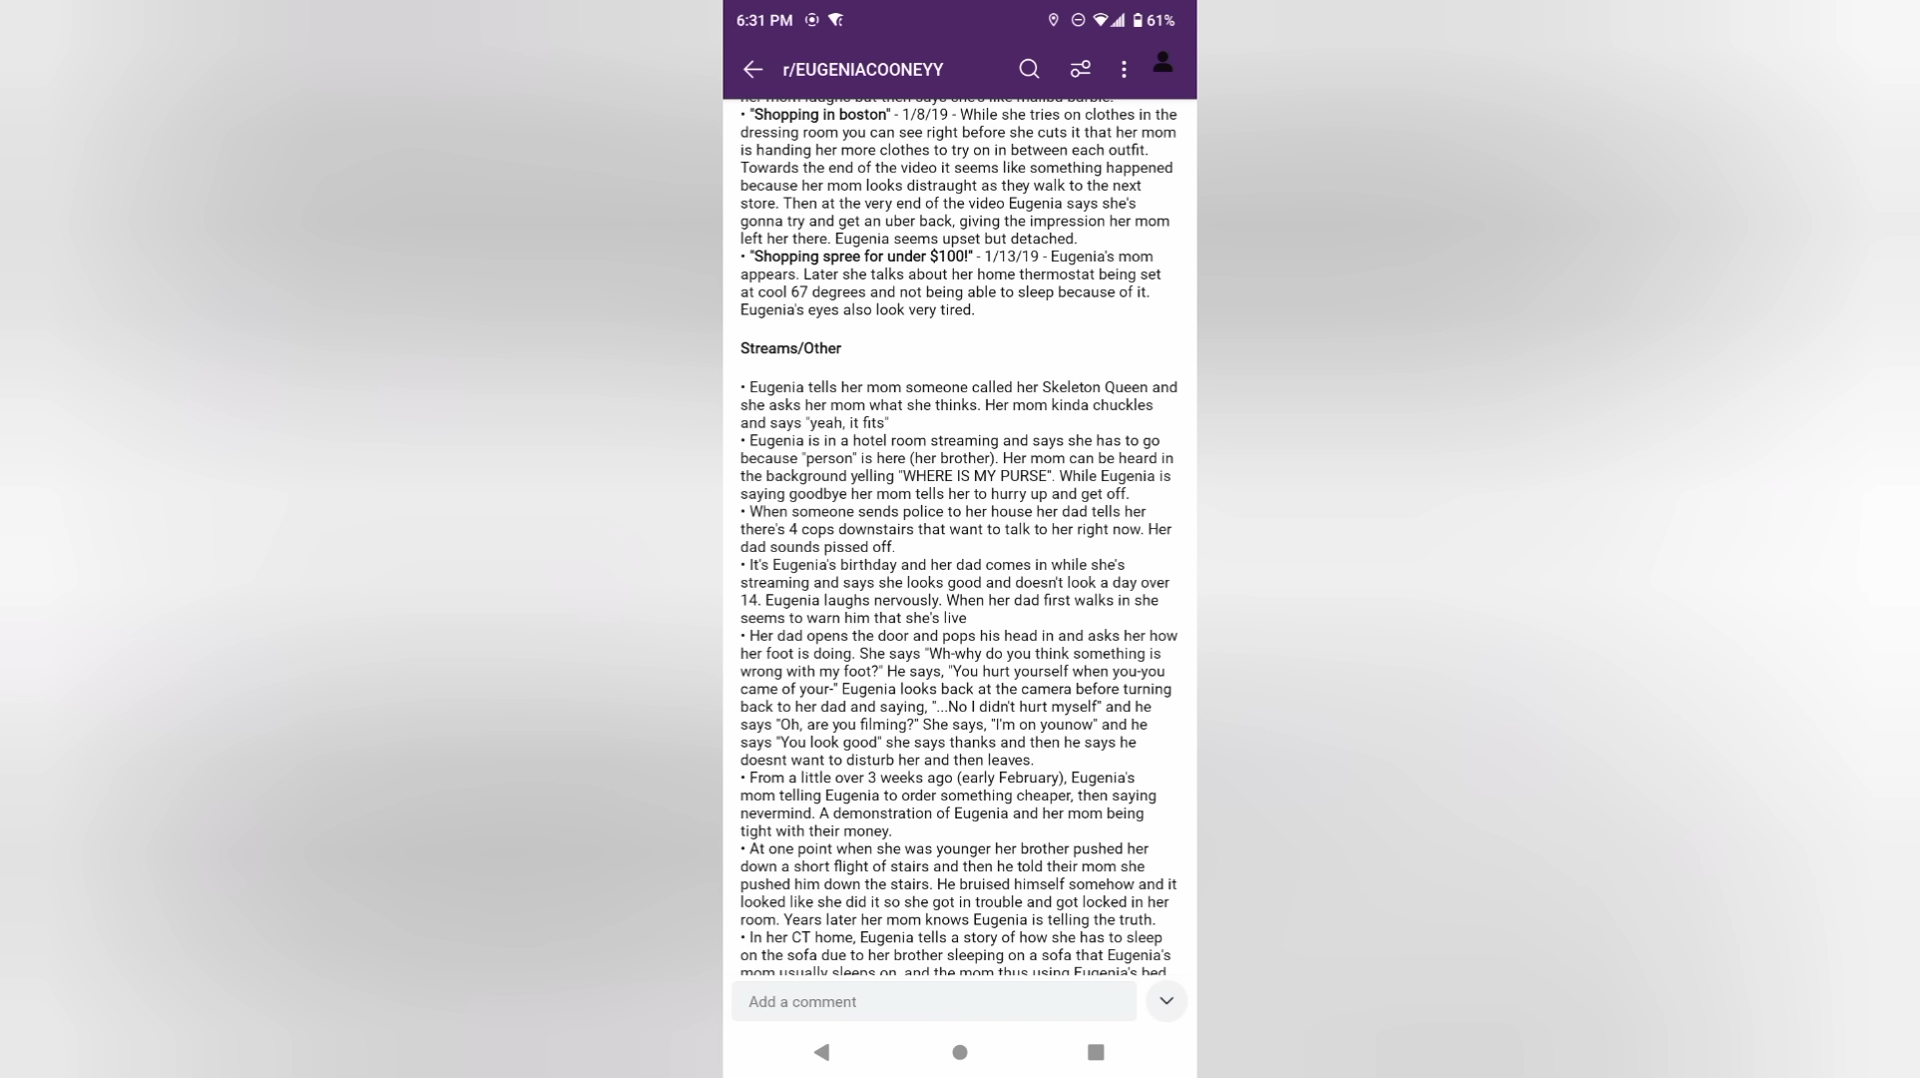 6:31 PM
61%
r/EUGENIACOONEYY
her mom laughs but then says she's like malibu barbie.
• "Shopping in boston" - 1/8/19 - While she tries on clothes in the
dressing room you can see right before she cuts it that her mom
is handing her more clothes to try on in between each outfit.
Towards the end of the video it seems like something happened
because her mom looks distraught as they walk to the next
store. Then at the very end of the video Eugenia says she's
gonna try and get an uber back, giving the impression her mom
left her there. Eugenia seems upset but detached.
• "Shopping spree for under $100!" - 1/13/19 - Eugenia's mom
appears. Later she talks about her home thermostat being set
at cool 67 degrees and not being able to sleep because of it.
Eugenia's eyes also look very tired.
Streams/Other
• Eugenia tells her mom someone called her Skeleton Queen and
she asks her mom what she thinks. Her mom kinda chuckles
and says "yeah, it fits"
• Eugenia is in a hotel room streaming and says she has to go
because "person" is here (her brother). Her mom can be heard in
the background yelling "WHERE IS MY PURSE". While Eugenia is
saying goodbye her mom tells her to hurry up and get off.
• When someone sends police to her house her dad tells her
there's 4 cops downstairs that want to talk to her right now. Her
dad sounds pissed off.
• It's Eugenia's birthday and her dad comes in while she's
streaming and says she looks good and doesn't look a day over
14. Eugenia laughs nervously. When her dad first walks in she
seems to warn him that she's live
• Her dad opens the door and pops his head in and asks her how
her foot is doing. She says "Wh-why do you think something is
wrong with my foot?" He says, "You hurt yourself when you-you
came of your-" Eugenia looks back at the camera before turning
back to her dad and saying, "...No I didn't hurt myself" and he
says "Oh, are you filming?" She says, "I'm on younow" and he
says "You look good" she says thanks and then he says he
doesnt want to disturb her and then leaves.
• From a little over 3 weeks ago (early February), Eugenia's
mom telling Eugenia to order something cheaper, then saying
nevermind. A demonstration of Eugenia and her mom being
tight with their money.
• At one point when she was younger her brother pushed her
down a short flight of stairs and then he told their mom she
pushed him down the stairs. He bruised himself somehow and it
looked like she did it so she got in trouble and got locked in her
room. Years later her mom knows Eugenia is telling the truth.
• In her CT home, Eugenia tells a story of how she has to sleep
on the sofa due to her brother sleeping on a sofa that Eugenia's
mom usually sleeps on, and the mom thus using Eugenia's bed
Add a comment